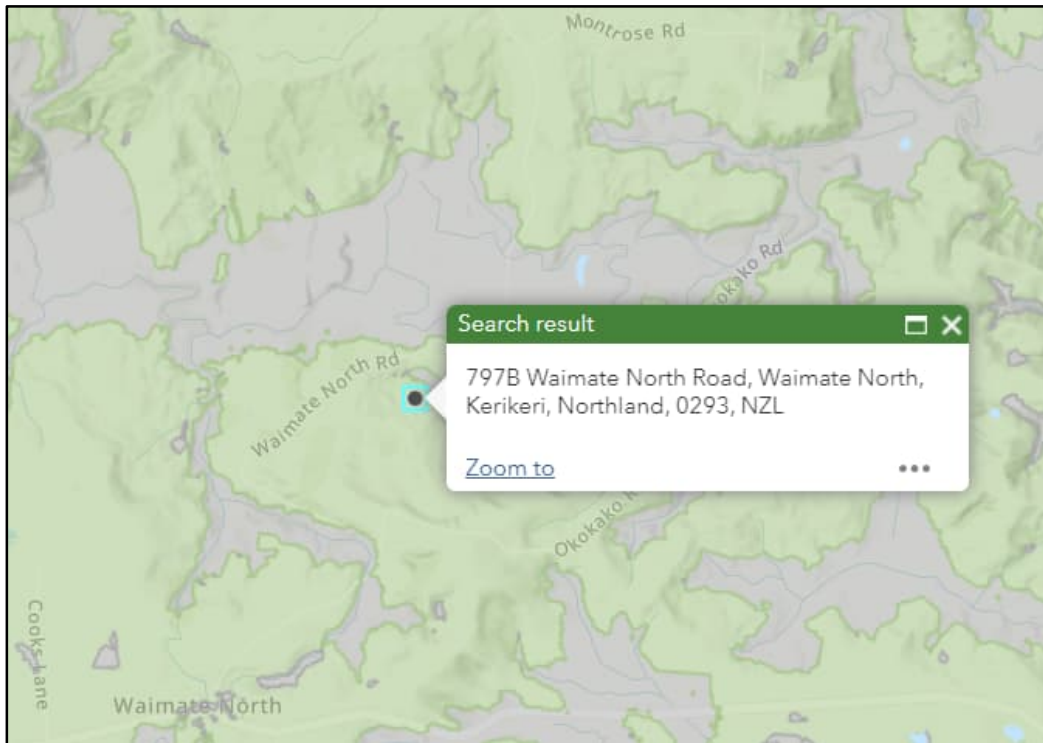 Montrose Rd
okako Rd
Search result
797B Waimate North Road, Waimate North,
Kerikeri, Northland, 0293, NZL
Zoom to
Waimate North Rd
Okokako R
Cooks Lane
Waimate North